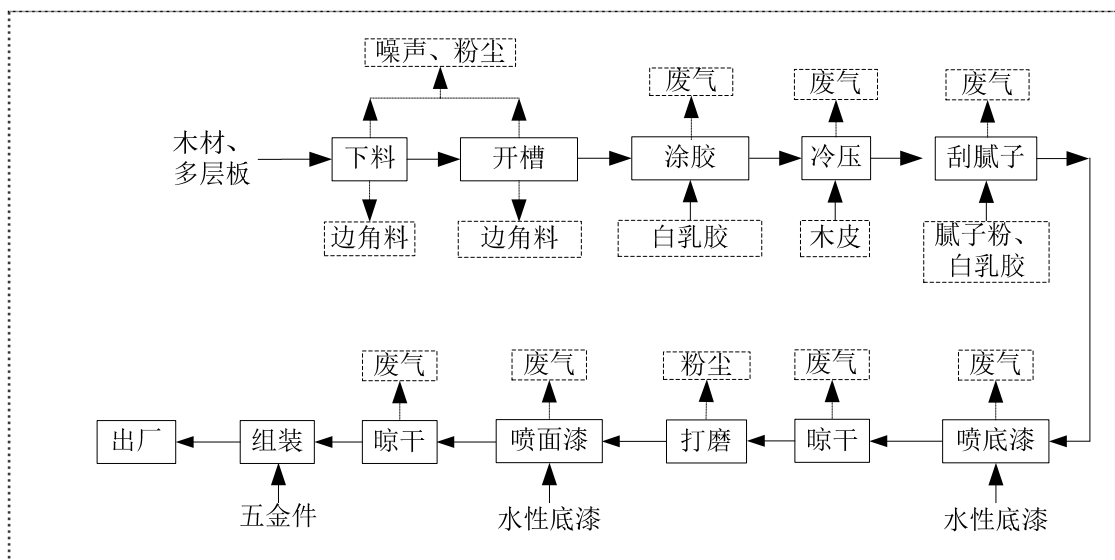 噪声、粉尘
废气
废气
废气
木材、
多层板
下料
开槽
涂胶
冷压
刮腻子
边角料
边角料
白乳胶
木皮
腻子粉、
白乳胶
废气
废气
粉尘
废气
废气
出厂
组装
晾干
喷面漆
打磨
晾干
喷底漆
五金件
水性底漆
水性底漆